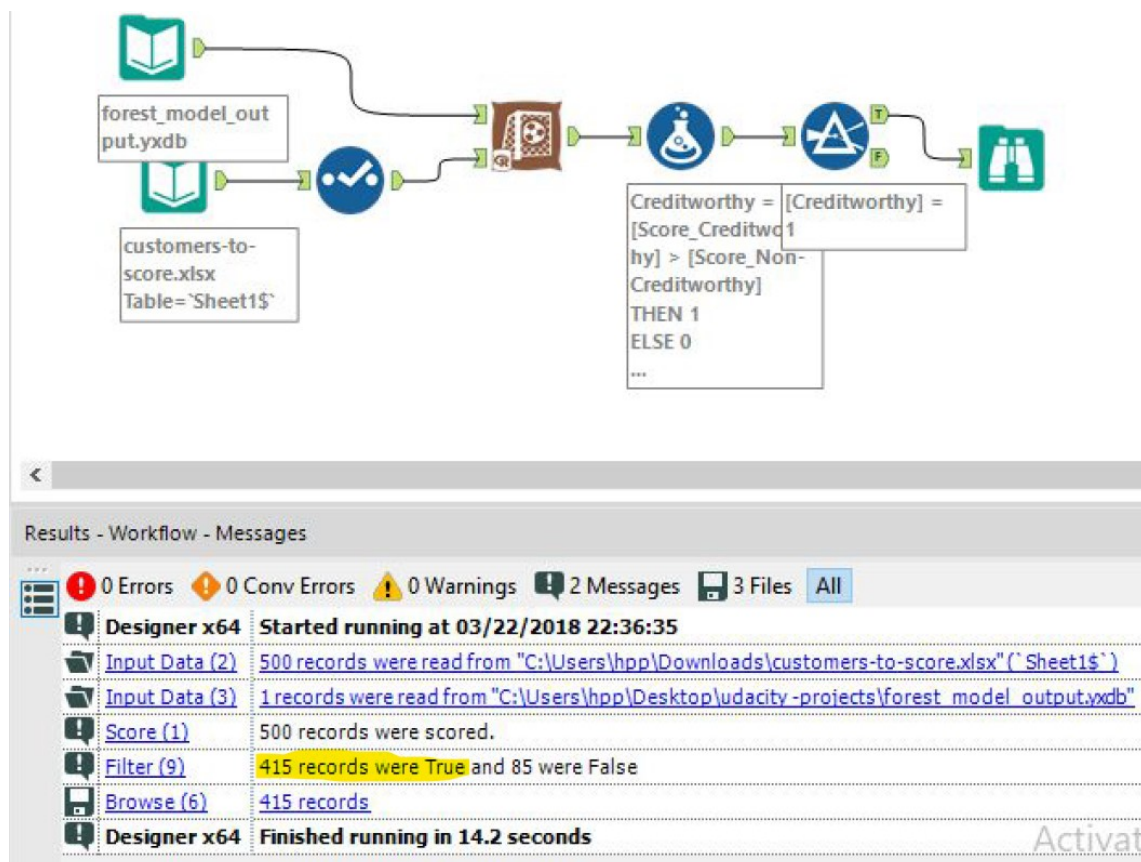 forest_model_out
put.yxdb
customers-to-
score.xlsx
Table=`Sheet1$`
Creditworthy =
[Score_Creditwo
hy] > [Score_Non-
Creditworthy]
THEN 1
ELSE 0
...
[Creditworthy] =
1
T
F
R
Results - Workflow - Messages
0 Errors 0 Conv Errors 0 Warnings 2 Messages 3 Files All
Designer x64 Started running at 03/22/2018 22:36:35
Input Data (2) 500 records were read from "C:\Users\hpp\Downloads\customers-to-score.xlsx"(`Sheet1$`)
Input Data (3) 1 records were read from "C:\Users\hpp\Desktop\udacity -projects\forest_model_output.yxdb"
Score (1) 500 records were scored.
Filter (9) 415 records were True and 85 were False
Browse (6) 415 records
Designer x64 Finished running in 14.2 seconds
Activat